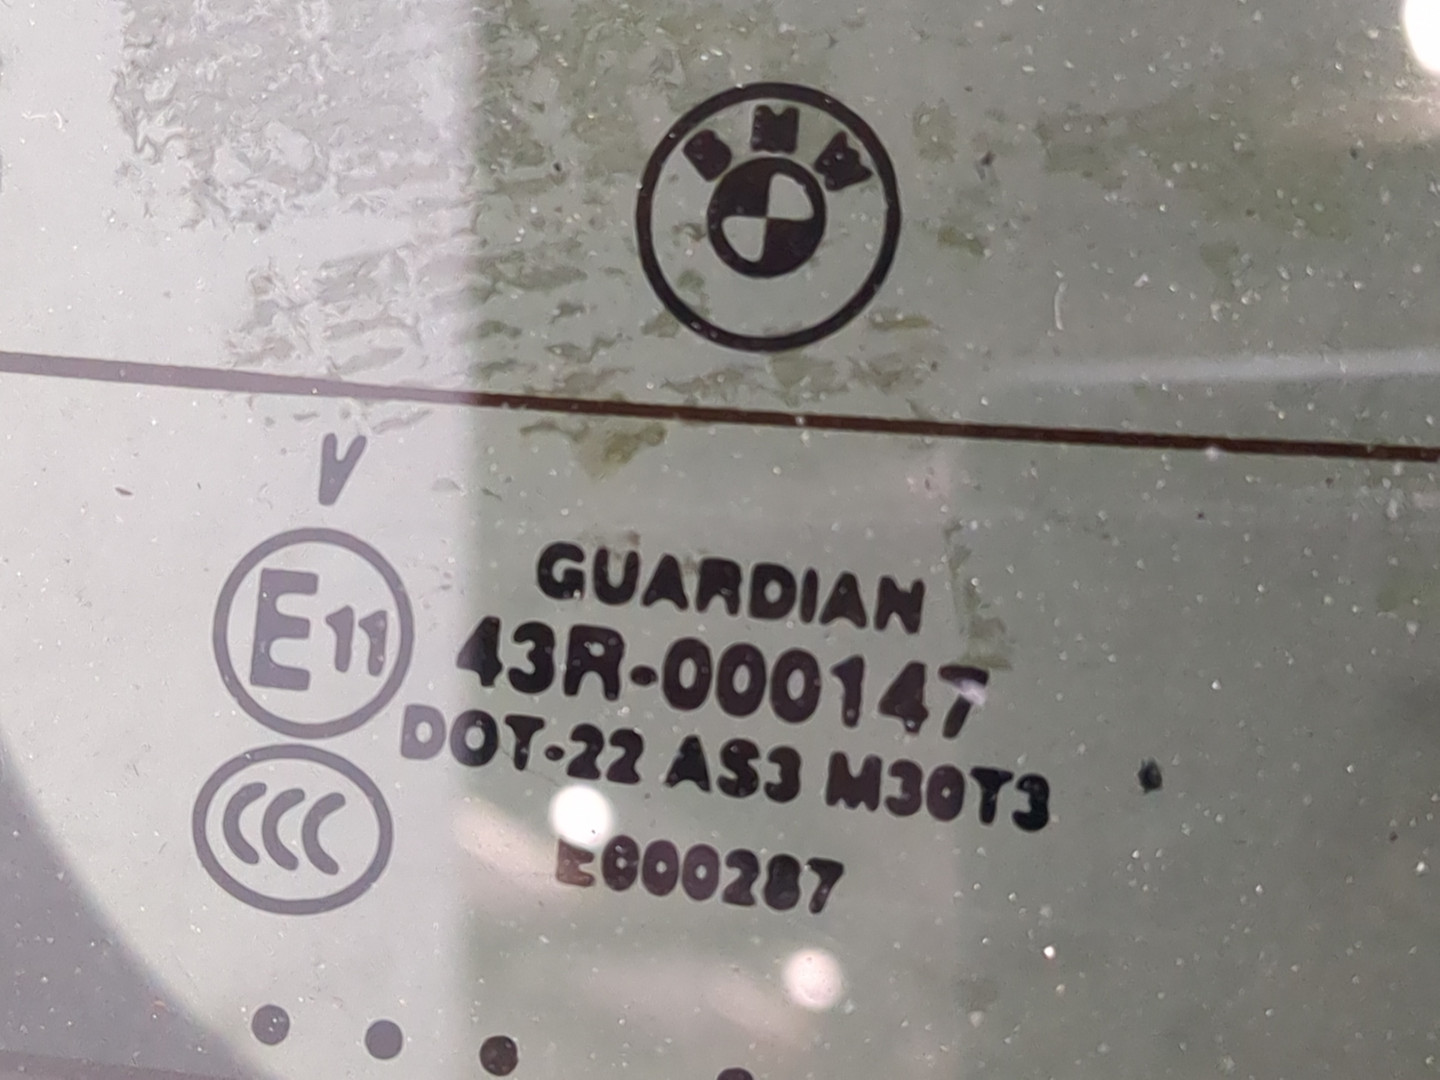 BMW
V
E11
GUARDIAN
43R-000147
DOT-22 AS3 M30T3
CCC
E000287